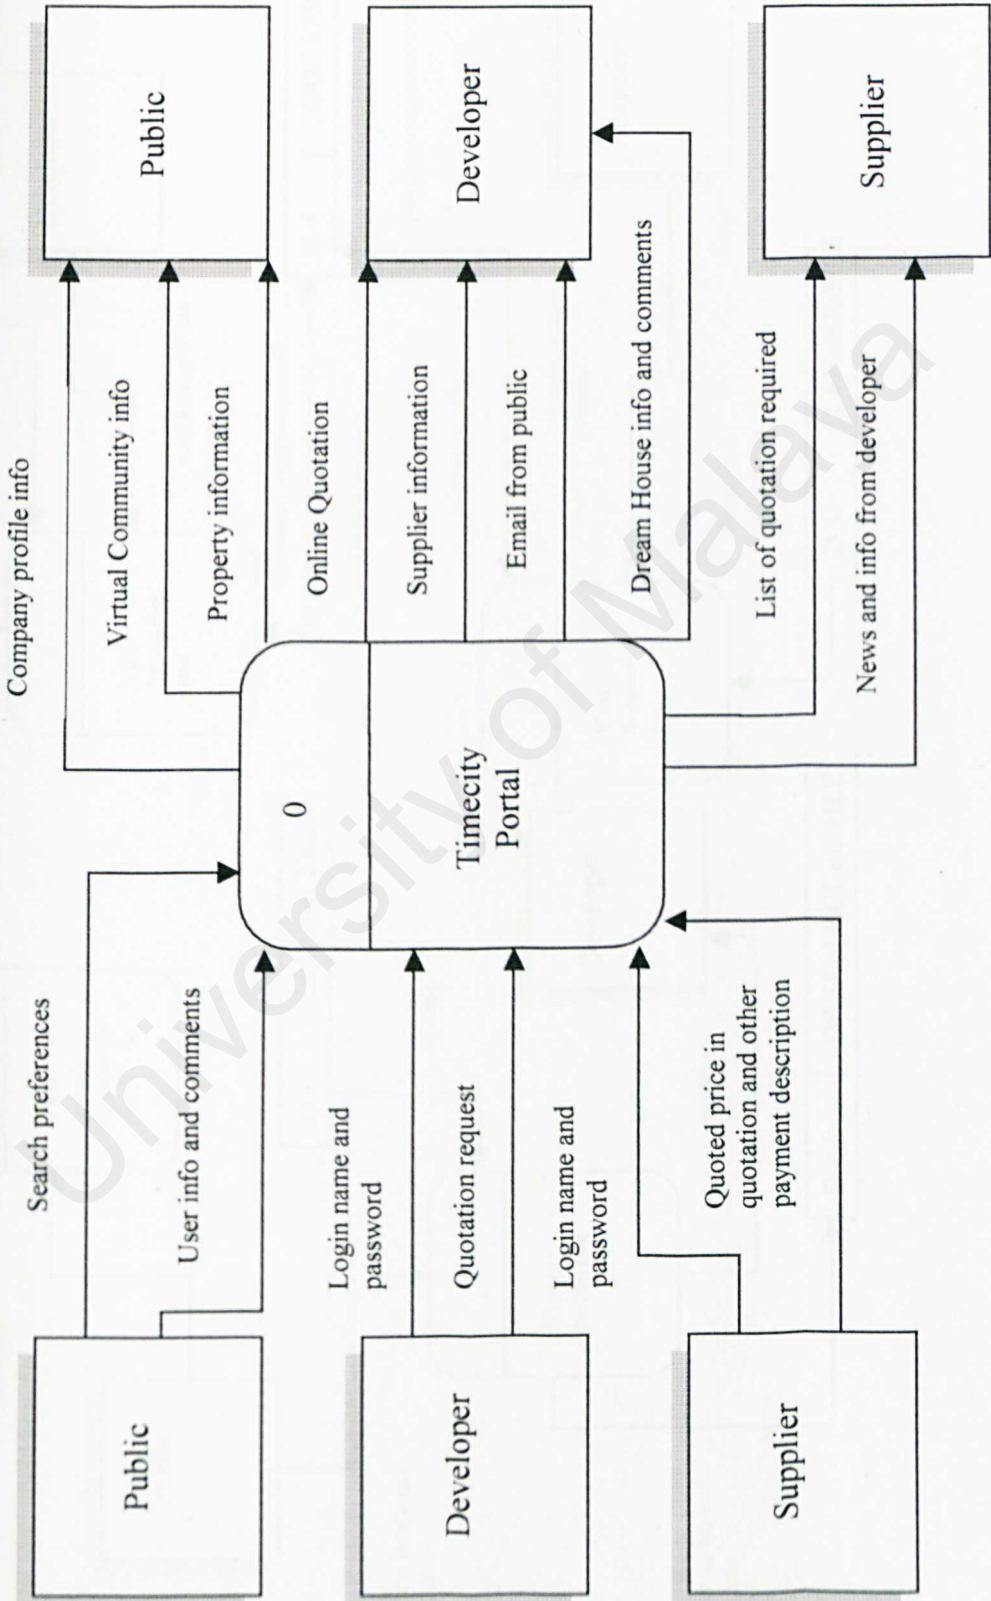 Search preferences
Company profile info
Public
User info and comments
Virtual Community info
Property information
Public
0
Login name and
password
Online Quotation
Developer
Quotation request
Timecity
Portal
Supplier information
Developer
Login name and
password
Email from public
Dream House info and comments
Supplier
Quoted price in
quotation and other
payment description
List of quotation required
News and info from developer
Supplier
University of Malaya